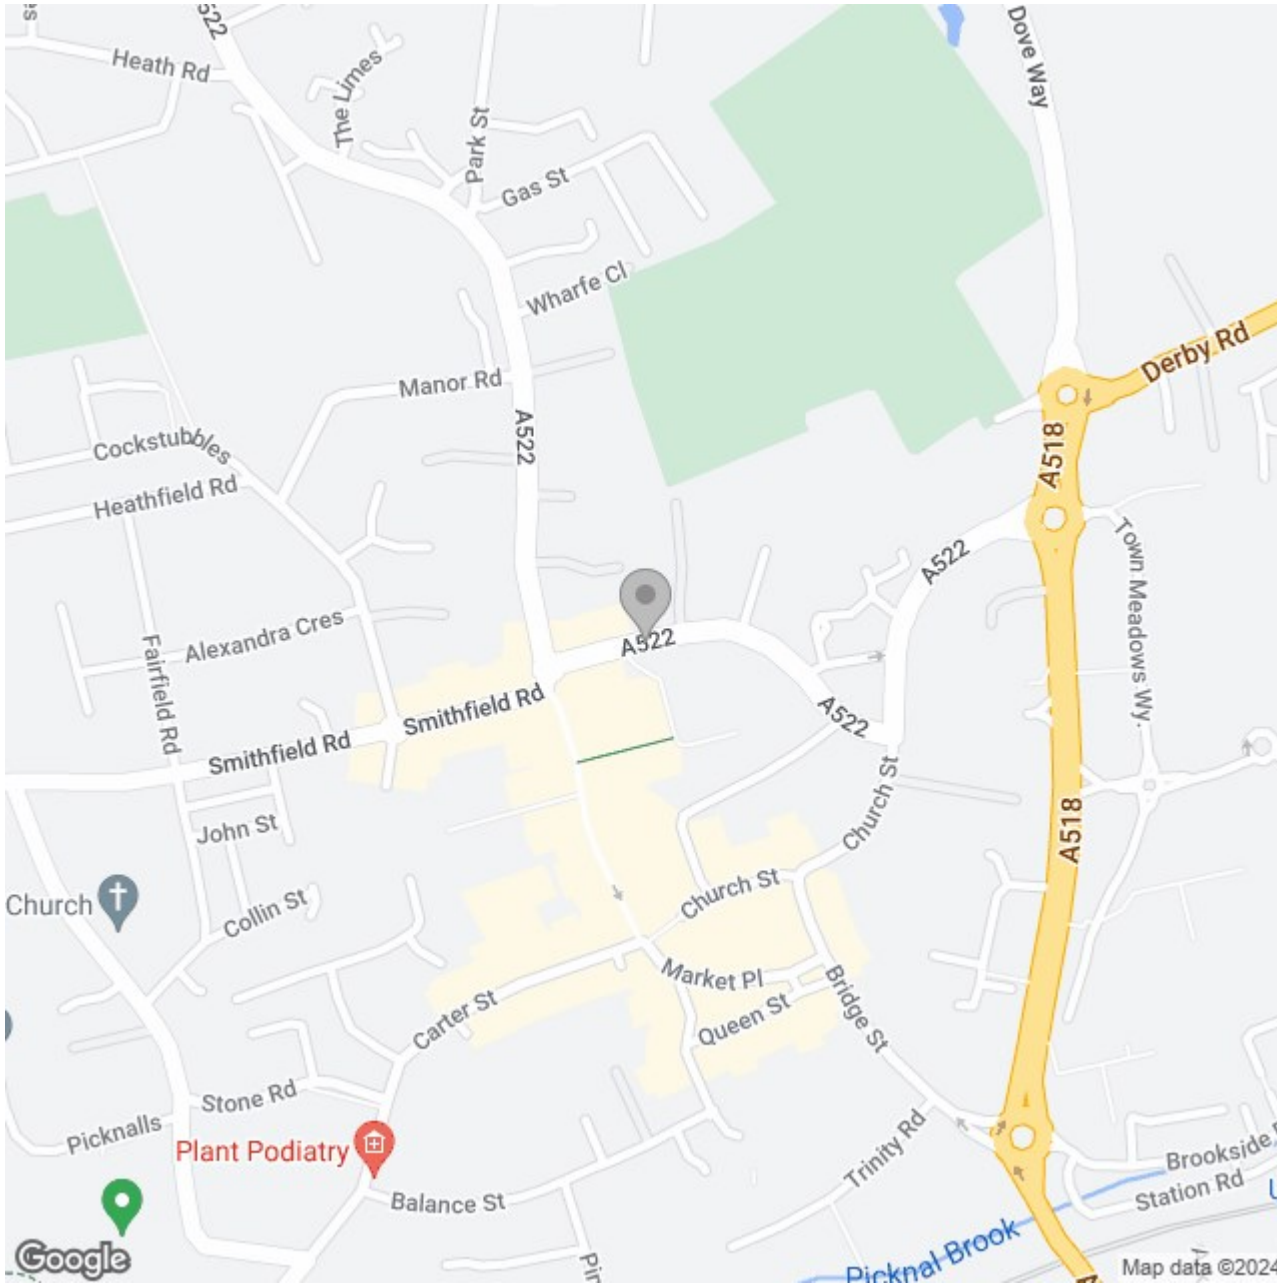 522
Dove Way
Heath Rd
The Limes
Park St
Gas St
Wharfe Cl
Derby Rd
Manor Rd
A522
A518
Cockstubbles
Heathfield Rd
A522
Town Meadows Wy.
Alexandra Cres
Fairfield Rd
A522
Smithfield Rd
A522
Smithfield Rd
Church St
A518
John St
Church
Collin St
Church St
Market Pl
Bridge St
Queen St
Carter St
Stone Rd
Picknalls
Plant Podiatry
Trinity Rd
Brookside
Station Rd
Balance St
Picknal Brook
Google
Map data ©2024